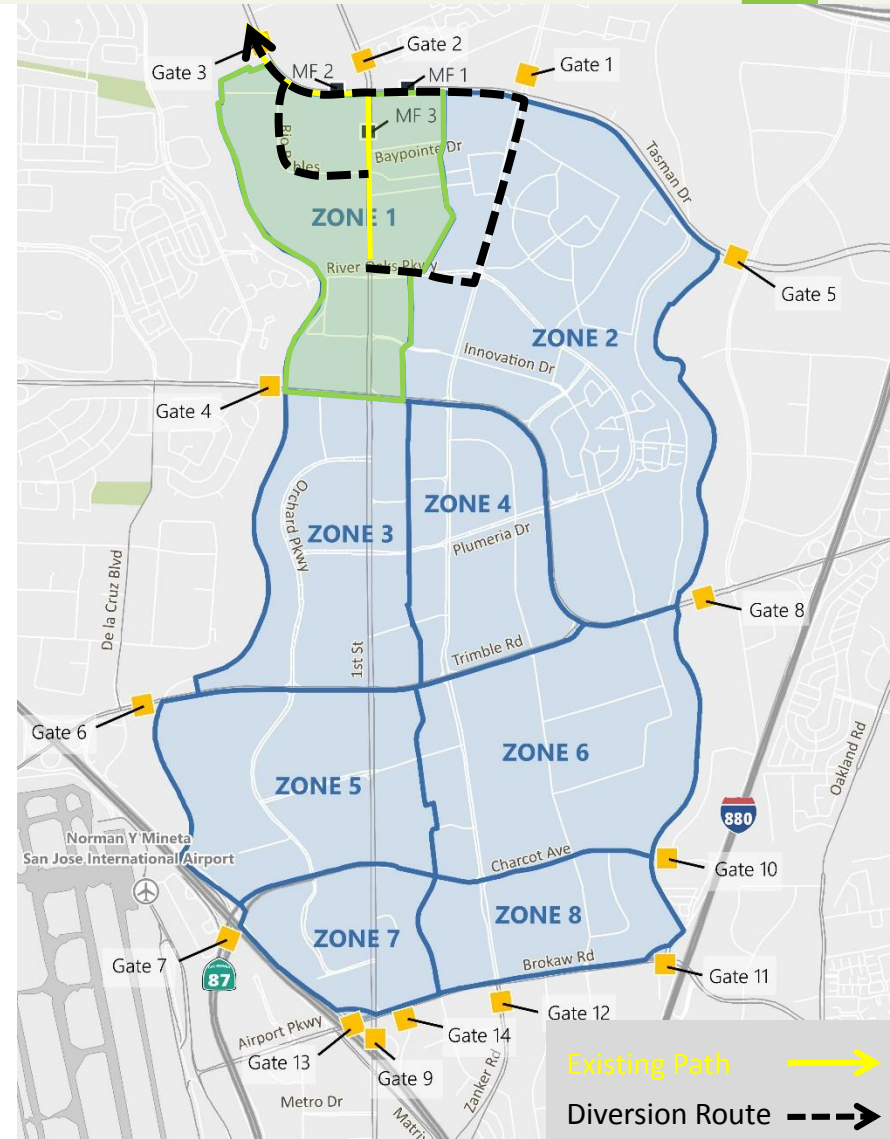 Gate 2
Gate 3
MF 2
MF 1
Gate 1
MF 3
Baypointe Dr
Tasman Dr
ZONE 1
River Oaks Pkwy
Gate 5
ZONE 2
Innovation Dr
Gate 4
Orchard Pkwy
ZONE 3
ZONE 4
Plumeria Dr
De la Cruz Blvd
Gate 8
1st St
Trimble Rd
Gate 6
ZONE 5
ZONE 6
Oakland Rd
880
Norman Y Mineta
San Jose International Airport
Charcot Ave
Gate 10
ZONE 7
ZONE 8
Gate 7
87
Brokaw Rd
Gate 11
Gate 12
Airport Pkwy
Gate 13
Gate 14
Gate 9
Zanker Rd
Metro Dr
Existing Path
Diversion Route